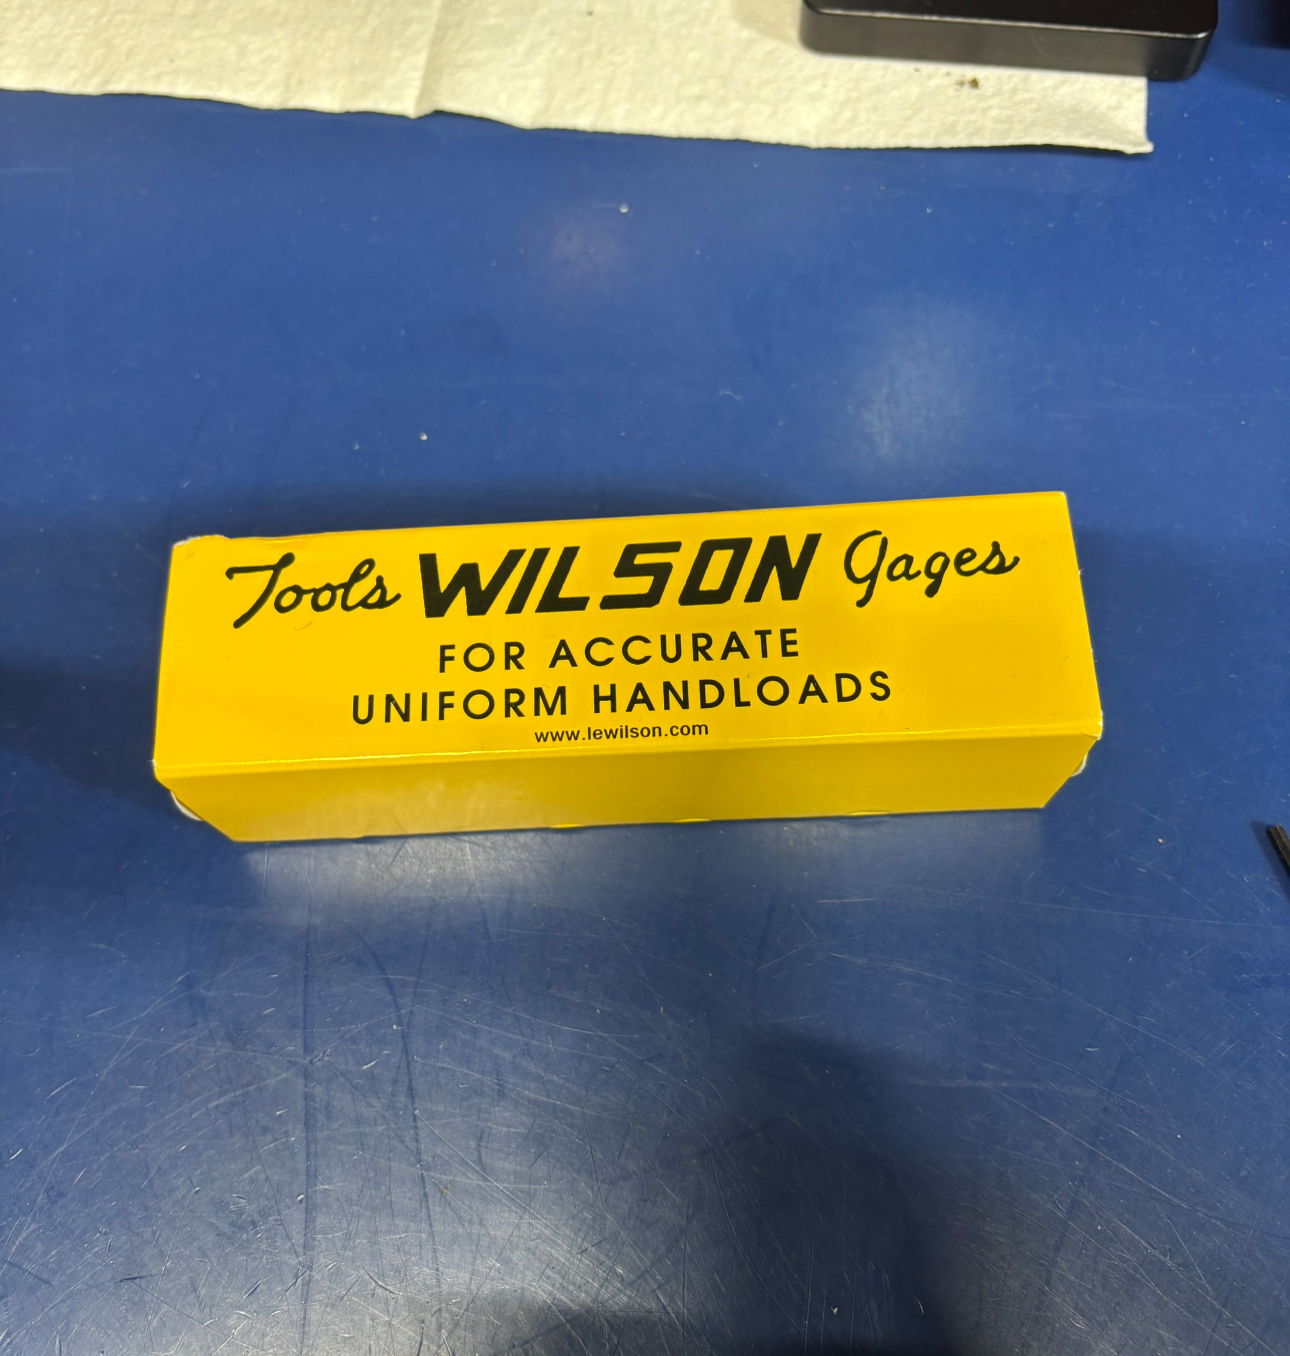 Tools WILSON Gages
FOR ACCURATE
UNIFORM HANDLOADS
www.lewilson.com